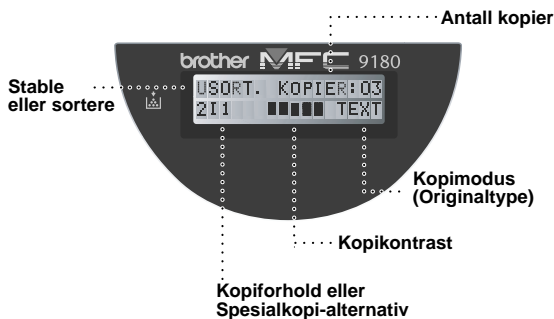 Antall kopier
brother MFC 9180
Stable
eller sortere
USORT. KOPIER:03
2I1 TEXT
Kopimodus
(Originaltype)
Kopikontrast
Kopiforhold eller
Spesialkopi-alternativ